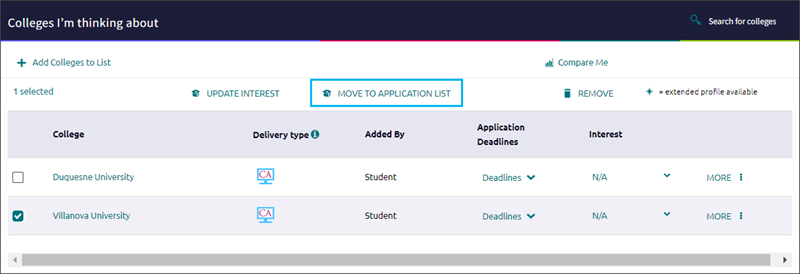 Colleges I'm thinking about
Search for colleges
Add Colleges to List
Compare Me
1 selected
UPDATE INTEREST
MOVE TO APPLICATION LIST
REMOVE
= extended profile available
College
Delivery type
Added By
Application
Deadlines
Interest
Duquesne University
CA
Student
Deadlines
N/A
MORE
Villanova University
CA
Student
Deadlines
N/A
MORE